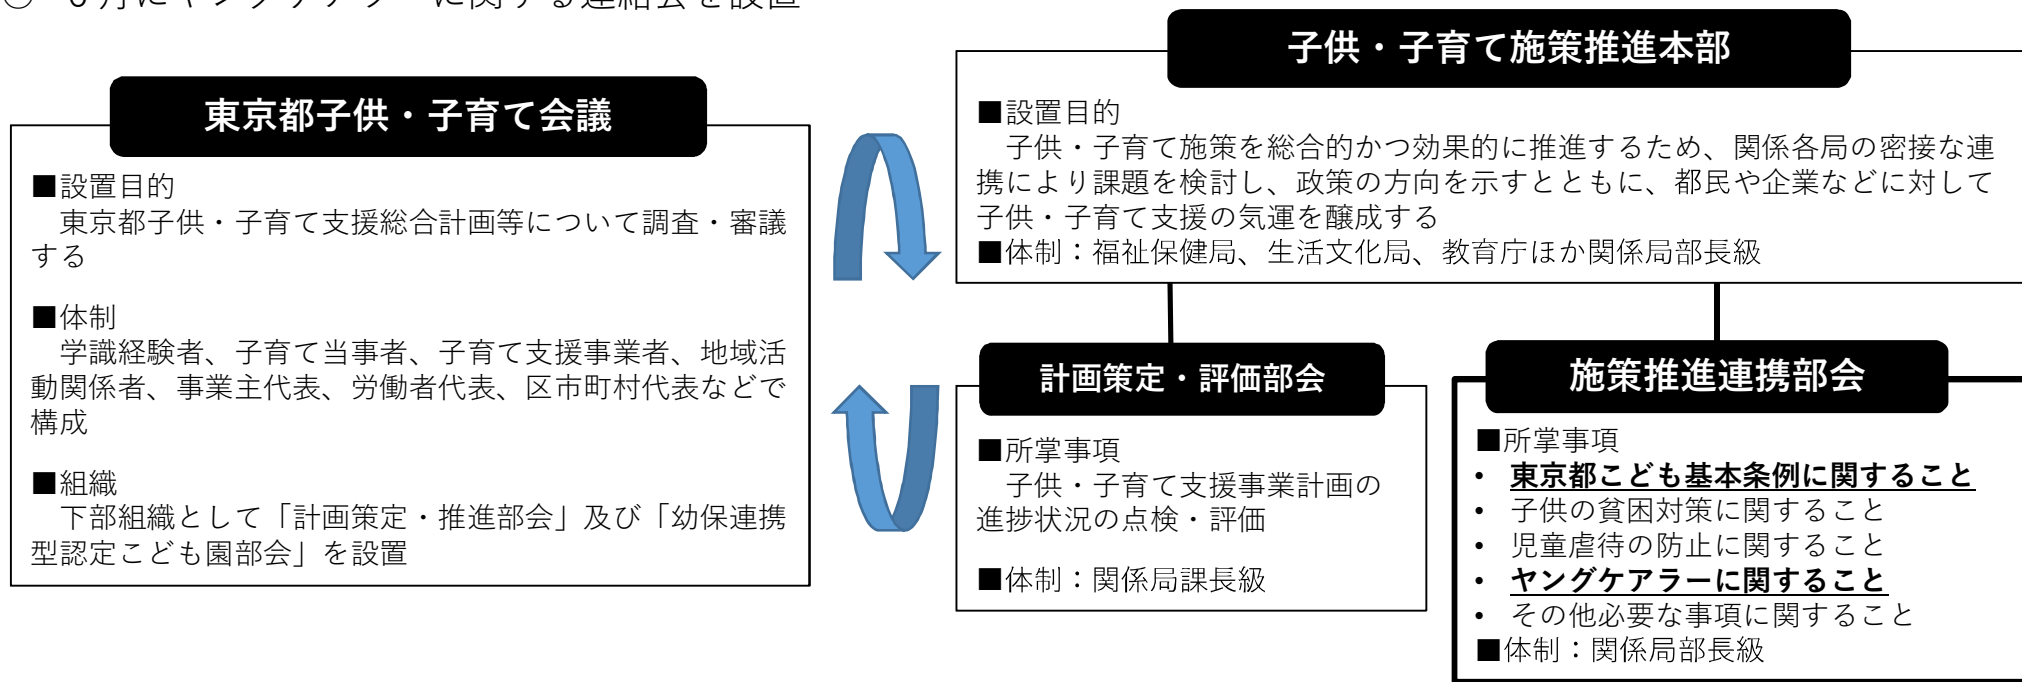 東京都子供・子育て会議
■設置目的
東京都子供・子育て支援総合計画等について調査・審議
する
■体制
学識経験者、子育て当事者、子育て支援事業者、地域活
動関係者、事業主代表、労働者代表、区市町村代表などで
構成
■組織
下部組織として「計画策定・推進部会」及び「幼保連携
型認定こども園部会」を設置
子供・子育て施策推進本部
■設置目的
子供・子育て施策を総合的かつ効果的に推進するため、関係各局の密接な連
携により課題を検討し、政策の方向を示すとともに、都民や企業などに対して
子供・子育て支援の気運を醸成する
■体制：福祉保健局、生活文化局、教育庁ほか関係局部長級
計画策定・評価部会
■所掌事項
子供・子育て支援事業計画の
進捗状況の点検・評価
■体制：関係局課長級
施策推進連携部会
■所掌事項
• 東京都こども基本条例に関すること
• 子供の貧困対策に関すること
• 児童虐待の防止に関すること
• ヤングケアラーに関すること
• その他必要な事項に関すること
■体制：関係局部長級